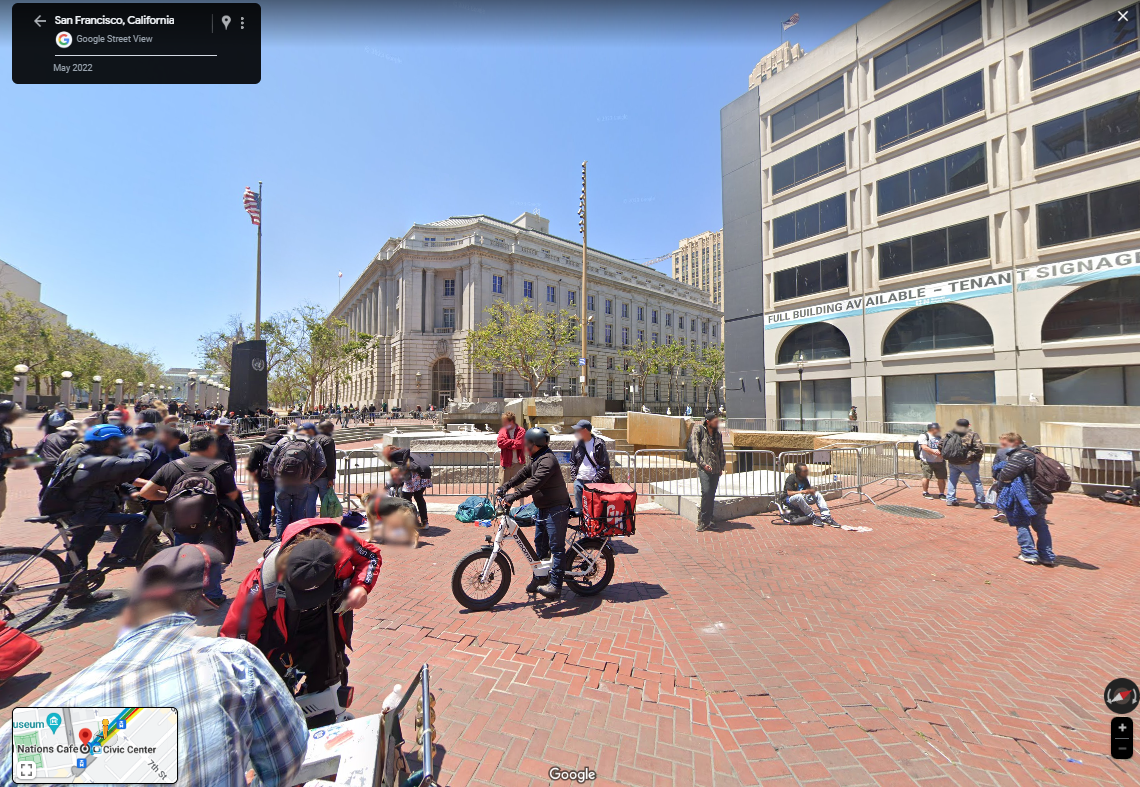 San Francisco, California
Google Street View
May 2022
FULL BUILDING AVAILABLE - TENANT SIGNAGE
useum
Nations Cafe
Civic Center
7th St
Google